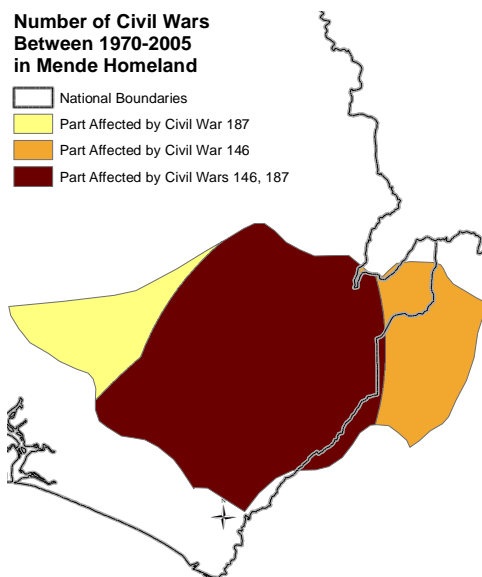 Number of Civil Wars
Between 1970-2005
in Mende Homeland
National Boundaries
Part Affected by Civil War 187
Part Affected by Civil War 146
Part Affected by Civil Wars 146, 187